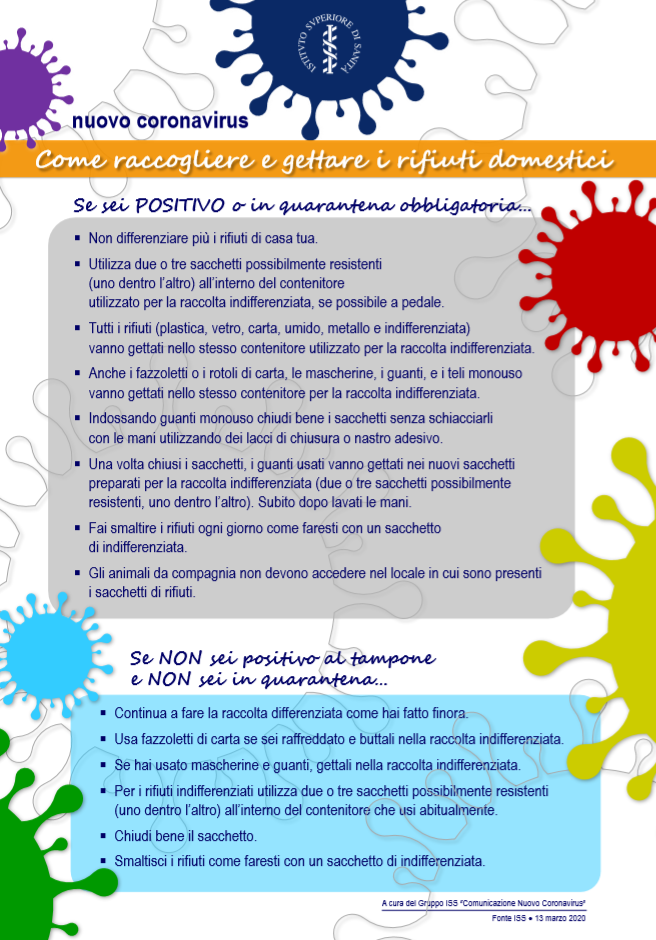 ISTITVTO SVPERIORE DI SANITÀ
nuovo coronavirus
Come raccogliere e gettare i rifiuti domestici
Se sei POSITIVO o in quarantena obbligatoria...
▪ Non differenziare più i rifiuti di casa tua.
▪ Utilizza due o tre sacchetti possibilmente resistenti
(uno dentro l’altro) all’interno del contenitore
utilizzato per la raccolta indifferenziata, se possibile a pedale.
▪ Tutti i rifiuti (plastica, vetro, carta, umido, metallo e indifferenziata)
vanno gettati nello stesso contenitore utilizzato per la raccolta indifferenziata.
▪ Anche i fazzoletti o i rotoli di carta, le mascherine, i guanti, e i teli monouso
vanno gettati nello stesso contenitore per la raccolta indifferenziata.
▪ Indossando guanti monouso chiudi bene i sacchetti senza schiacciarli
con le mani utilizzando dei lacci di chiusura o nastro adesivo.
▪ Una volta chiusi i sacchetti, i guanti usati vanno gettati nei nuovi sacchetti
preparati per la raccolta indifferenziata (due o tre sacchetti possibilmente
resistenti, uno dentro l’altro). Subito dopo lavati le mani.
▪ Fai smaltire i rifiuti ogni giorno come faresti con un sacchetto
di indifferenziata.
▪ Gli animali da compagnia non devono accedere nel locale in cui sono presenti
i sacchetti di rifiuti.
Se NON sei positivo al tampone
e NON sei in quarantena...
▪ Continua a fare la raccolta differenziata come hai fatto finora.
▪ Usa fazzoletti di carta se sei raffreddato e buttali nella raccolta indifferenziata.
▪ Se hai usato mascherine e guanti, gettali nella raccolta indifferenziata.
▪ Per i rifiuti indifferenziati utilizza due o tre sacchetti possibilmente resistenti
(uno dentro l’altro) all’interno del contenitore che usi abitualmente.
▪ Chiudi bene il sacchetto.
▪ Smaltisci i rifiuti come faresti con un sacchetto di indifferenziata.
A cura del Gruppo ISS “Comunicazione Nuovo Coronavirus”
Fonte ISS ● 13 marzo 2020